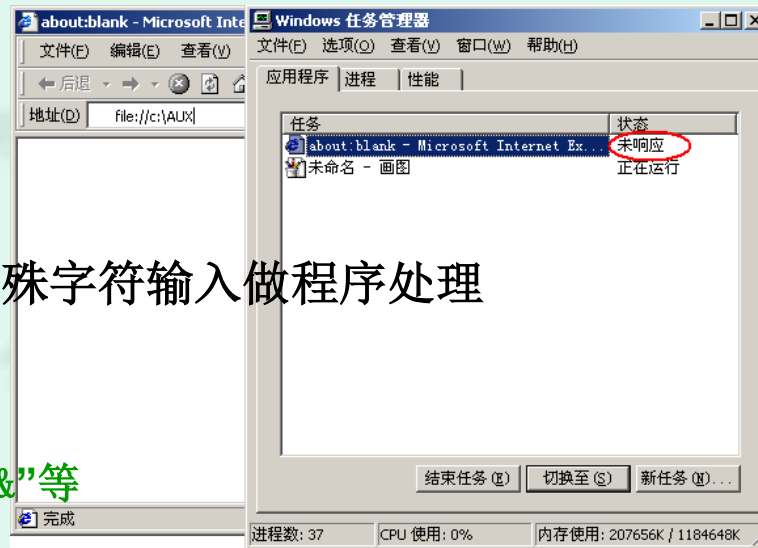 about:blank - Microsoft Inte
文件(F) 编辑(E) 查看(V)
后退
地址(D) file://c:\AUX
完成
Windows 任务管理器
文件(F) 选项(O) 查看(V) 窗口(W) 帮助(H)
应用程序 进程 性能
任务 状态
about:blank - Microsoft Internet Ex... 未响应
未命名 - 画图 正在运行
殊字符输入做程序处理
&”等
结束任务(E) 切换至(S) 新任务(N)...
进程数: 37 CPU 使用: 0% 内存使用: 207656K / 1184648K